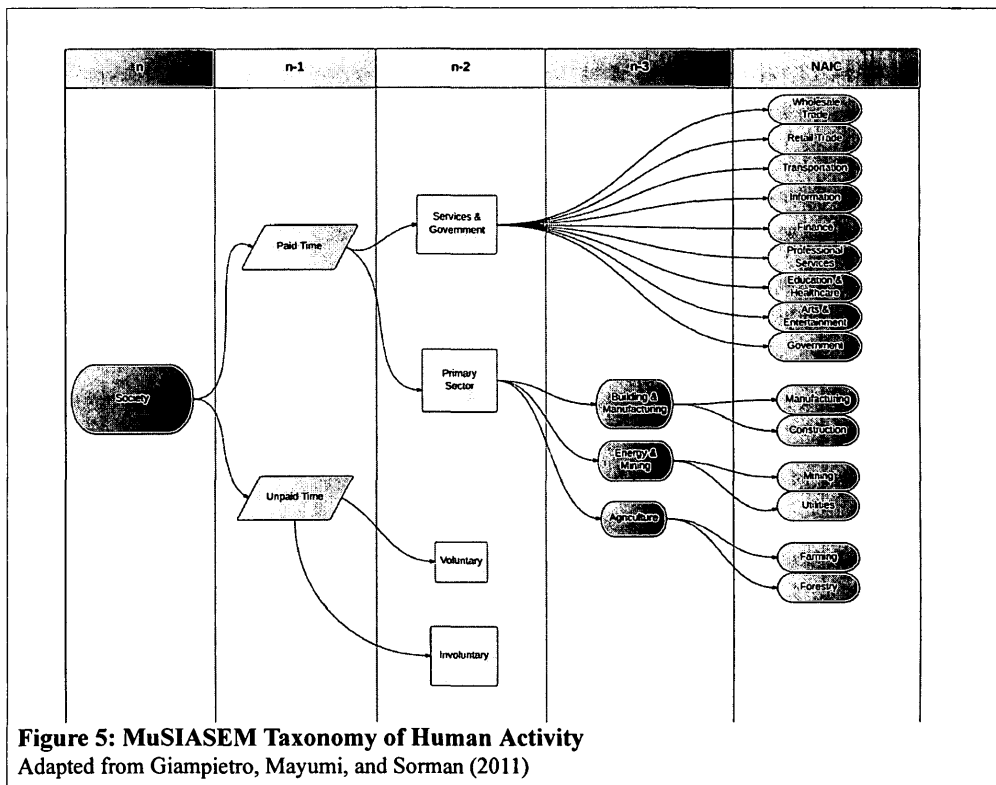 n
n-1
n-2
n-3
NAIC
Wholesale
Trade
Retail Trade
Transportation
Information
Services &
Government
Finance
Paid Time
Professional
Services
Education &
Healthcare
Arts &
Entertainment
Government
Primary
Sector
Society
Building &
Manufacturing
Manufacturing
Construction
Energy &
Mining
Mining
Unpaid Time
Utilities
Agriculture
Voluntary
Farming
Forestry
Involuntary
Figure 5: MuSIASEM Taxonomy of Human Activity
Adapted from Giampietro, Mayumi, and Sorman (2011)